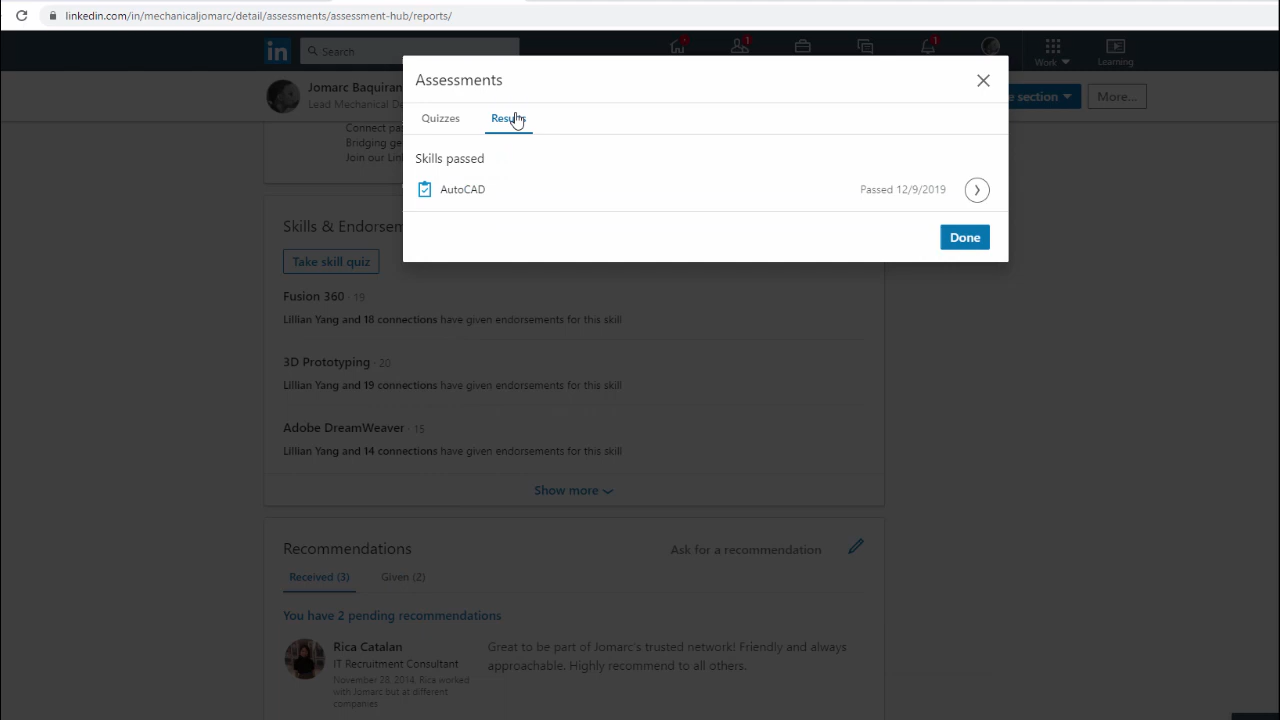 linkedin.com/in/mechanicaljomarc/detail/assessments/assessment-hub/reports/
in
Search
1
1
Work
Learning
Jomarc Baquiran
Lead Mechanical De
e section
More...
Assessments
Quizzes
Skills passed
AutoCAD
Passed 12/9/2019
Done
Connect pa
Bridging ge
Join our Lin
Skills & Endorsem
Take skill quiz
Fusion 360 · 19
Lillian Yang and 18 connections have given endorsements for this skill
3D Prototyping · 20
Lillian Yang and 19 connections have given endorsements for this skill
Adobe DreamWeaver · 15
Lillian Yang and 14 connections have given endorsements for this skill
Show more
Recommendations
Ask for a recommendation
Received (3)
Given (2)
You have 2 pending recommendations
Rica Catalan
IT Recruitment Consultant
November 28, 2014, Rica worked
with Jomarc but at different
companies
Great to be part of Jomarc's trusted network! Friendly and always
approachable. Highly recommend to all others.